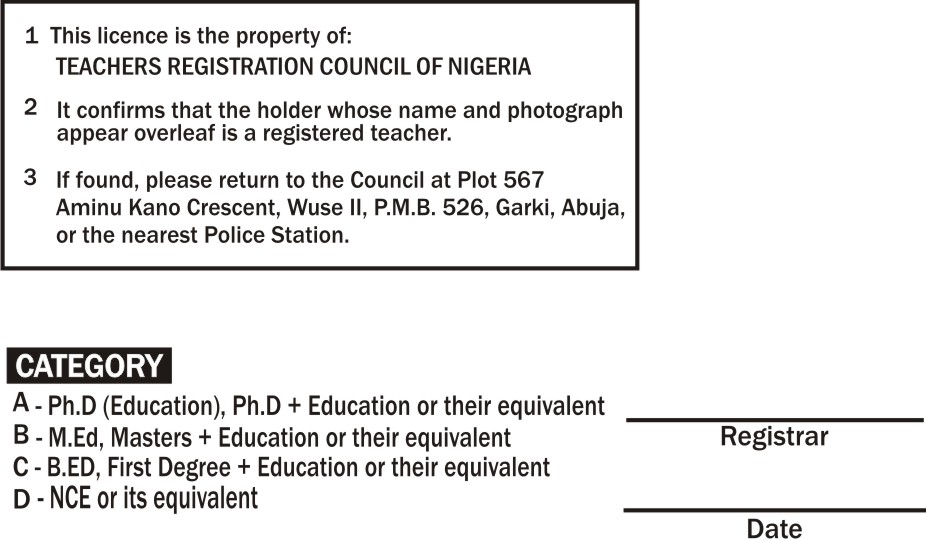 1 This licence is the property of:
TEACHERS REGISTRATION COUNCIL OF NIGERIA
2 It confirms that the holder whose name and photograph
appear overleaf is a registered teacher.
3 If found, please return to the Council at Plot 567
Aminu Kano Crescent, Wuse II, P.M.B. 526, Garki, Abuja,
or the nearest Police Station.
CATEGORY
A - Ph.D (Education), Ph.D + Education or their equivalent
B - M.Ed, Masters + Education or their equivalent
C - B.ED, First Degree + Education or their equivalent
D - NCE or its equivalent
Registrar
Date